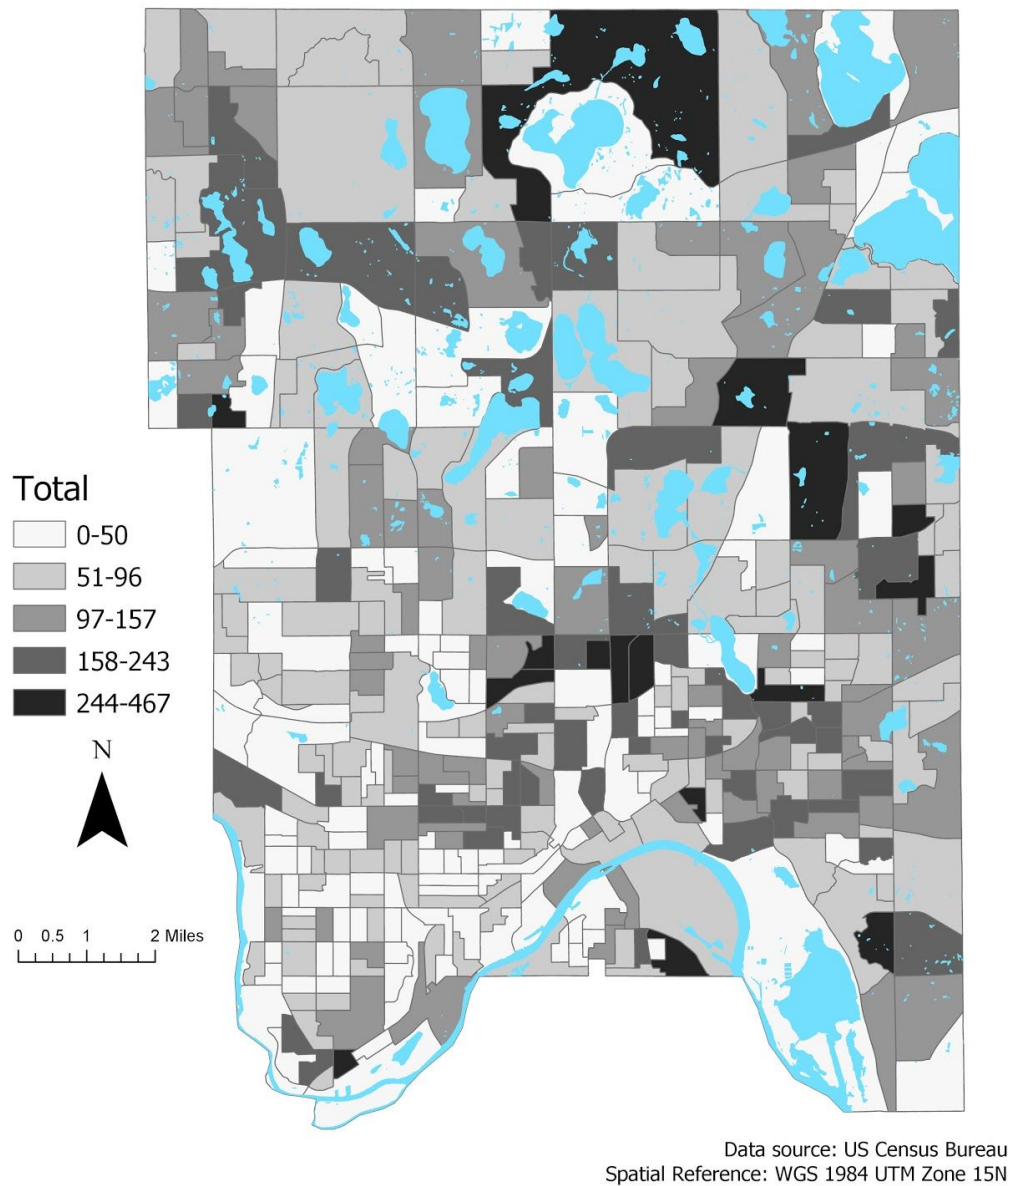 Total
0-50
51-96
97-157
158-243
244-467
N
0 0.5 1 2 Miles
Data source: US Census Bureau
Spatial Reference: WGS 1984 UTM Zone 15N